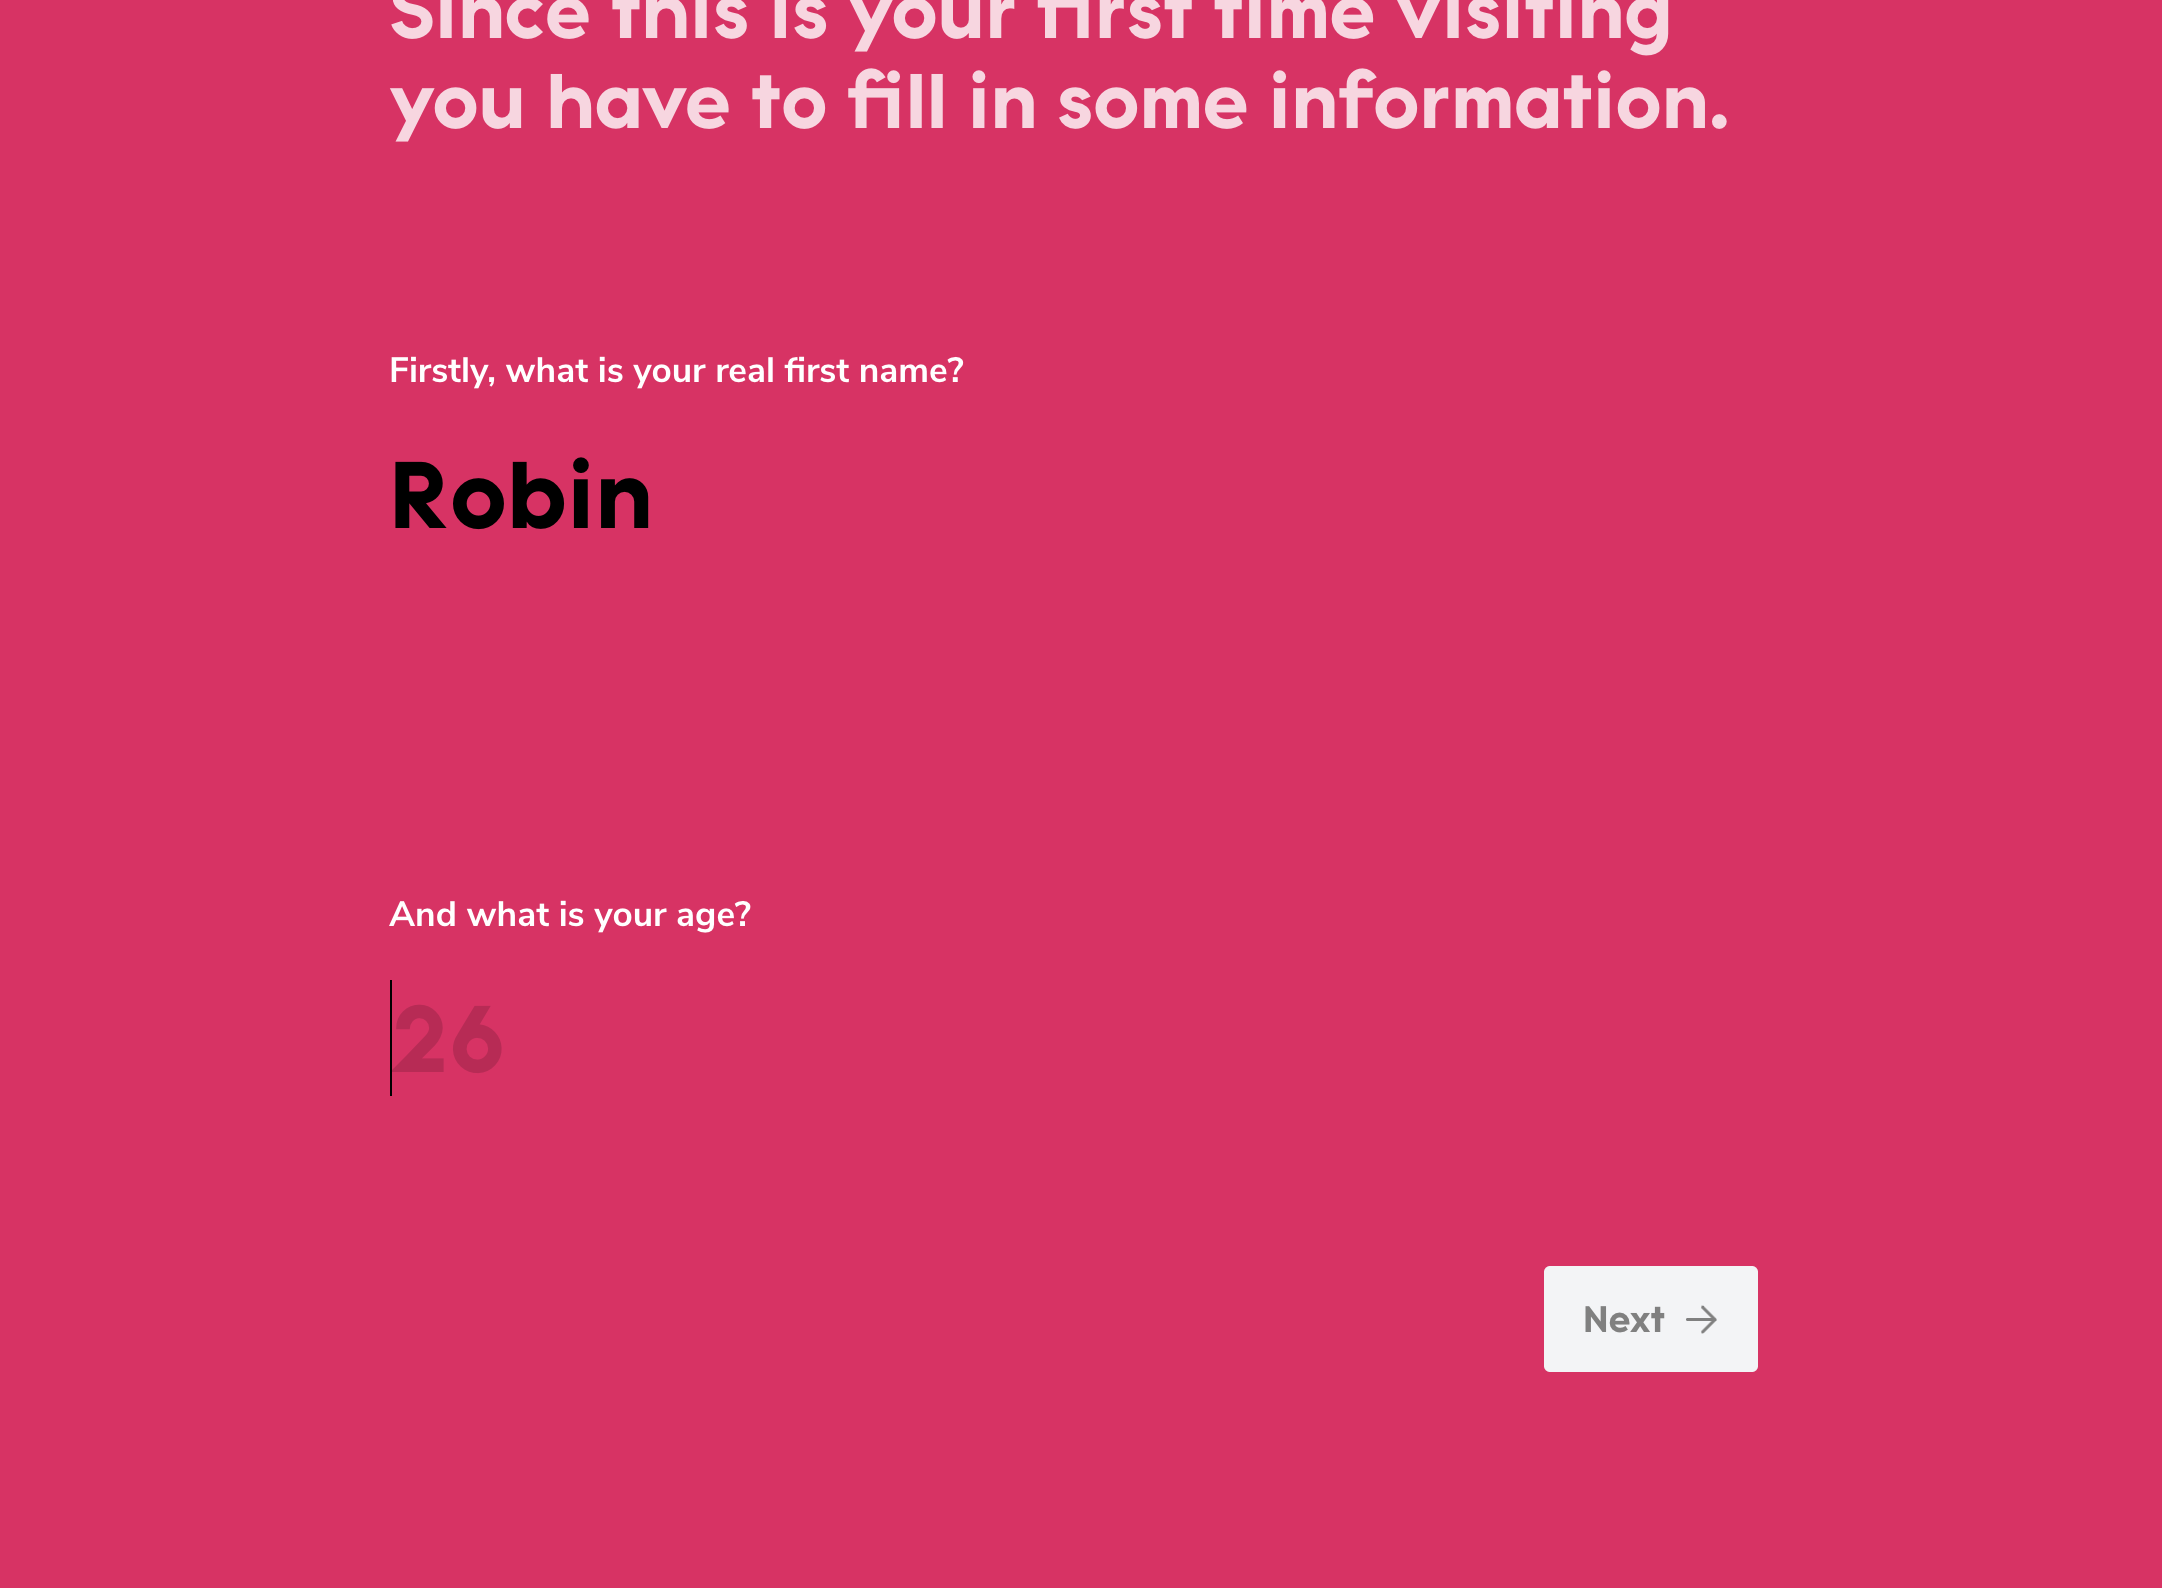 Since this is your first time visiting
you have to fill in some information.
Firstly, what is your real first name?
Robin
And what is your age?
26
Next